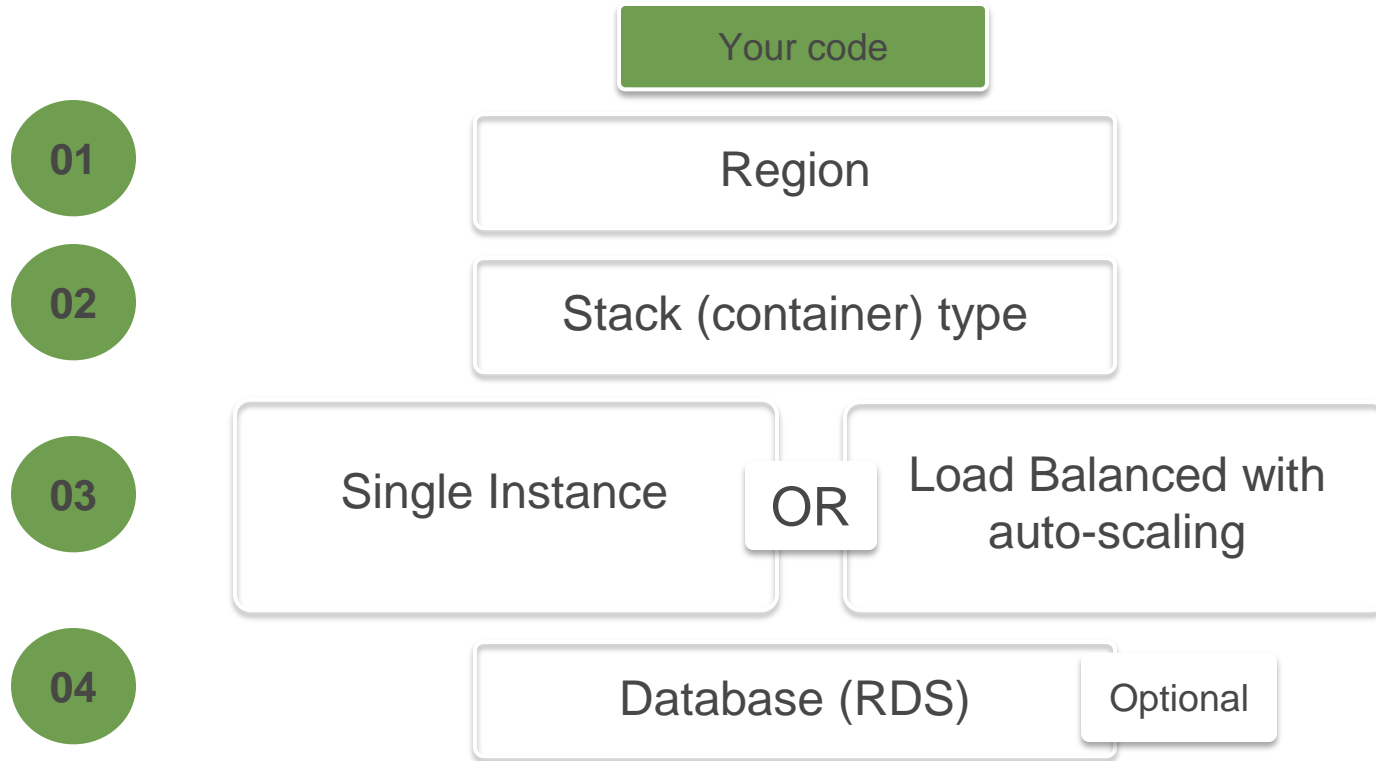 Your code
01
Region
02
Stack (container) type
03
Single Instance
OR
Load Balanced with
auto-scaling
04
Database (RDS)
Optional